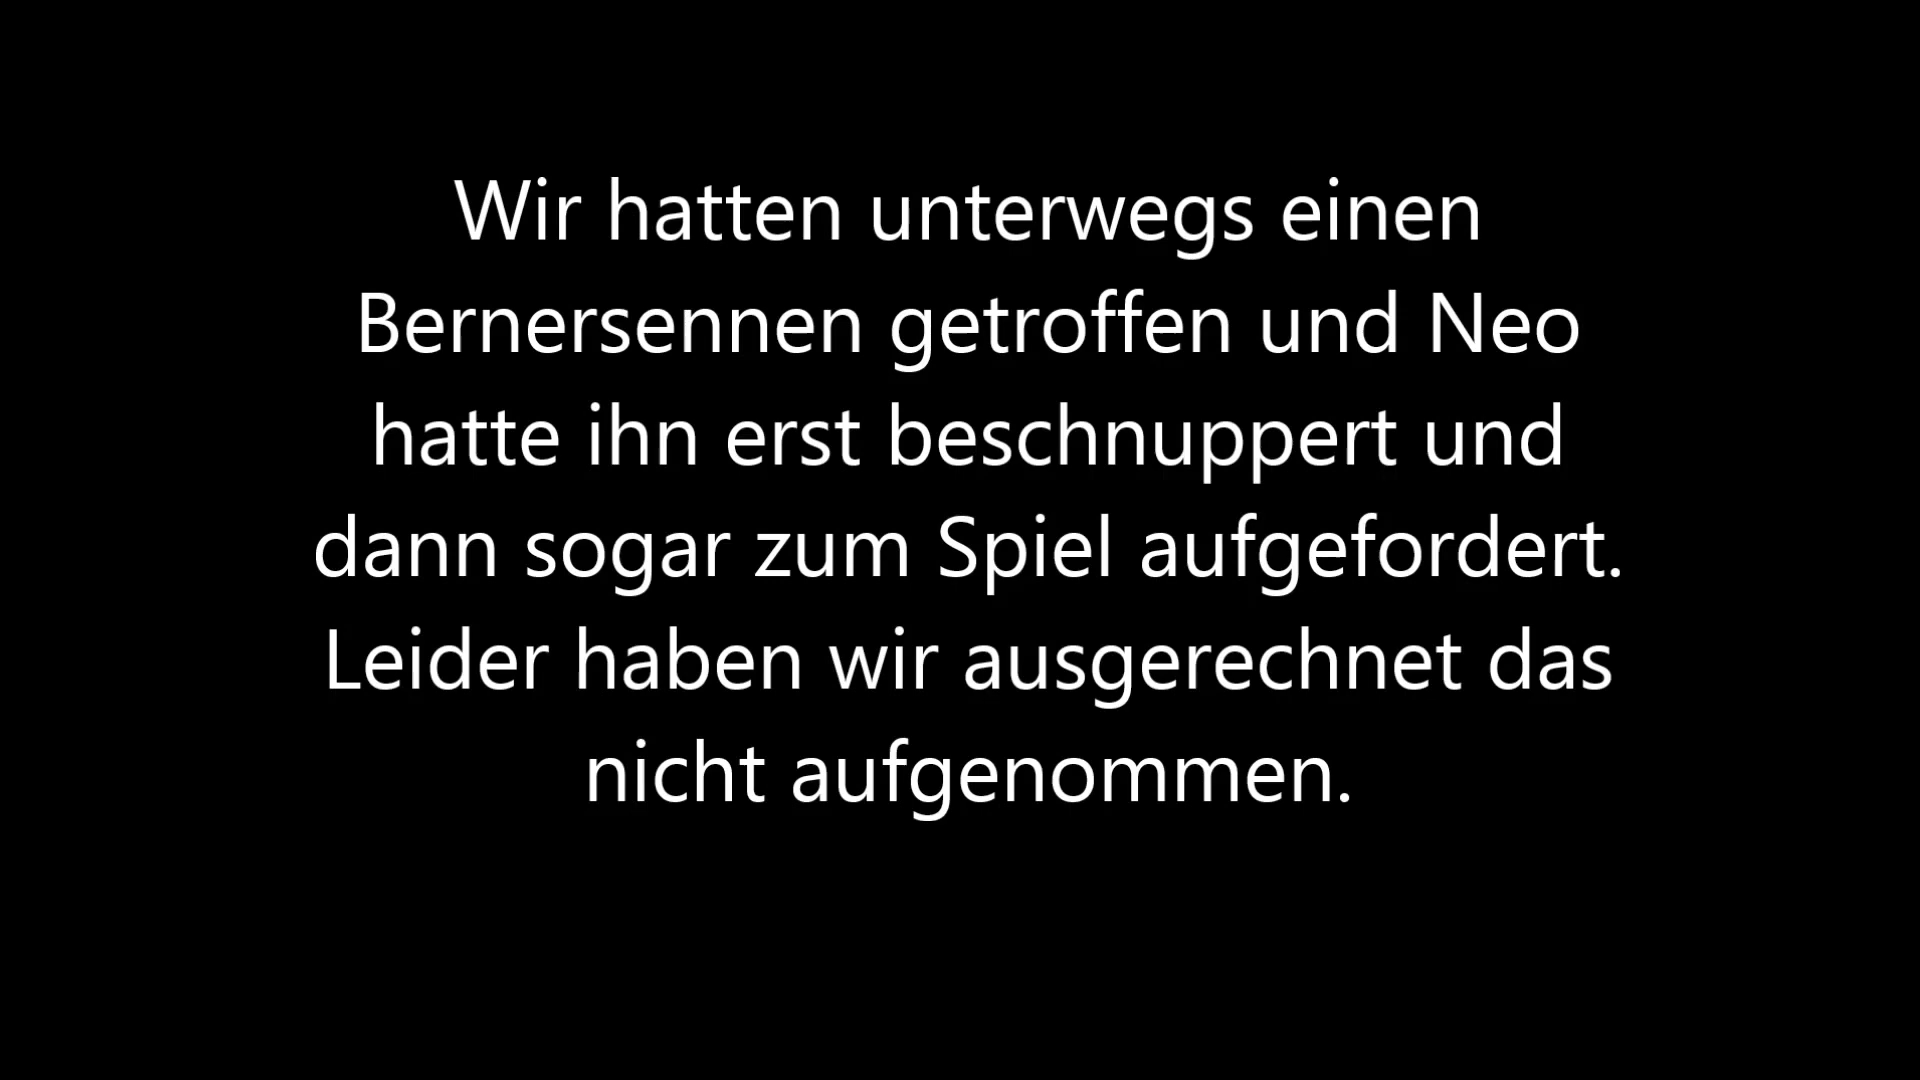 Wir hatten unterwegs einen
Bernersennen getroffen und Neo
hatte ihn erst beschnuppert und
dann sogar zum Spiel aufgefordert.
Leider haben wir ausgerechnet das
nicht aufgenommen.